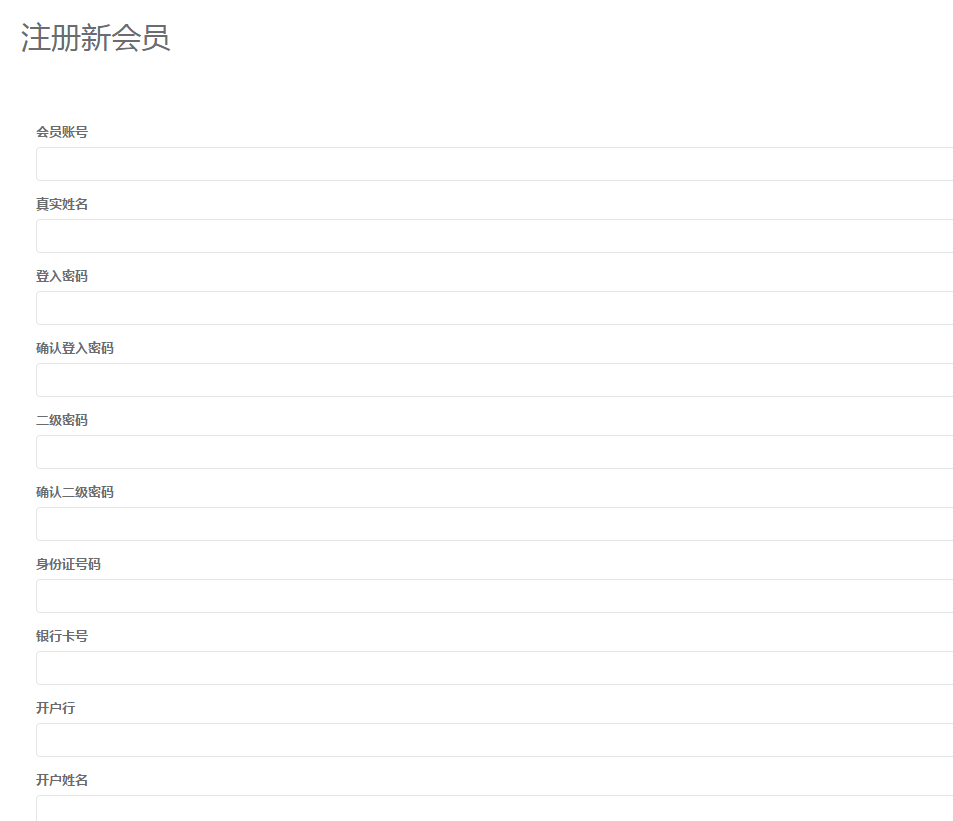 注册新会员
会员账号
真实姓名
登入密码
确认登入密码
二级密码
确认二级密码
身份证号码
银行卡号
开户行
开户姓名